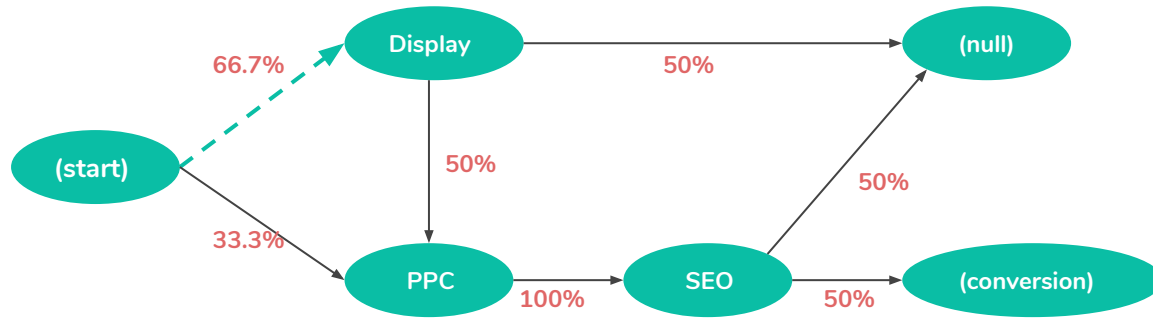 Display
(null)
66.7%
50%
(start)
50%
50%
33.3%
PPC
SEO
(conversion)
100%
50%